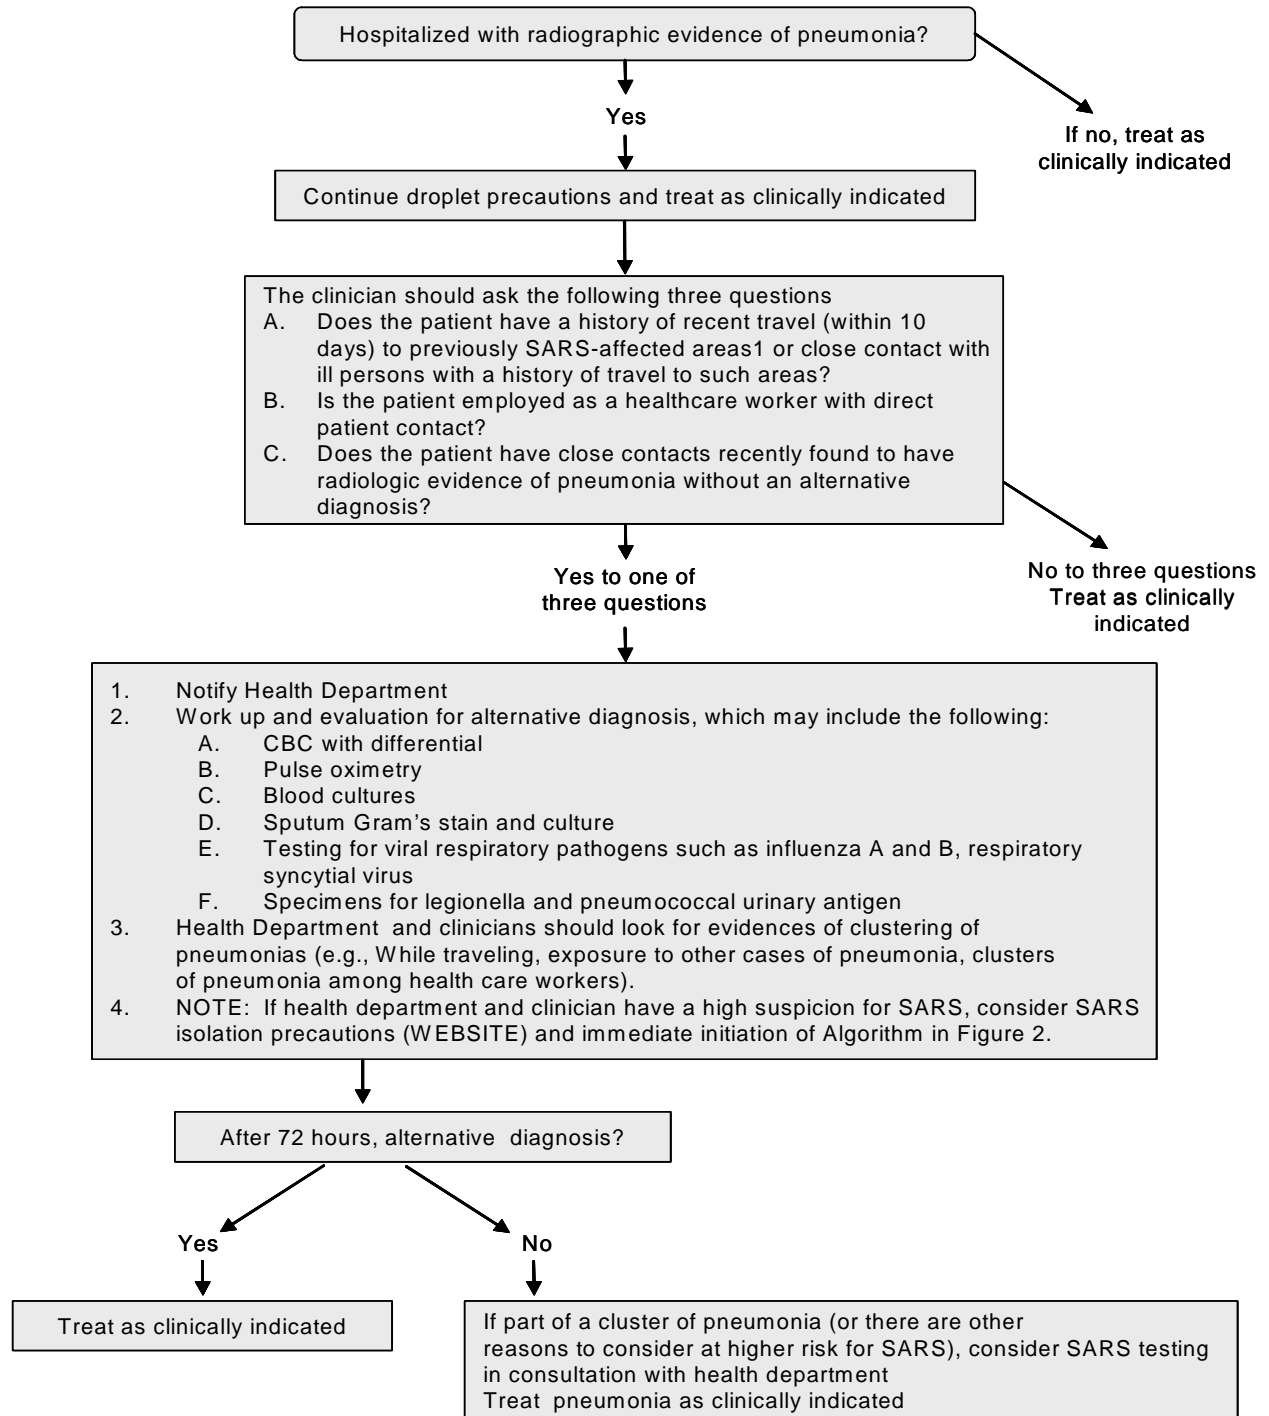 Hospitalized with radiographic evidence of pneumonia?
Yes
If no, treat as
clinically indicated
Continue droplet precautions and treat as clinically indicated
The clinician should ask the following three questions
A. Does the patient have a history of recent travel (within 10
days) to previously SARS-affected areas1 or close contact with
ill persons with a history of travel to such areas?
B. Is the patient employed as a healthcare worker with direct
patient contact?
C. Does the patient have close contacts recently found to have
radiologic evidence of pneumonia without an alternative
diagnosis?
Yes to one of
three questions
No to three questions
Treat as clinically
indicated
1. Notify Health Department
2. Work up and evaluation for alternative diagnosis, which may include the following:
A. CBC with differential
B. Pulse oximetry
C. Blood cultures
D. Sputum Gram's stain and culture
E. Testing for viral respiratory pathogens such as influenza A and B, respiratory
syncytial virus
F. Specimens for legionella and pneumococcal urinary antigen
3. Health Department and clinicians should look for evidences of clustering of
pneumonias (e.g., While traveling, exposure to other cases of pneumonia, clusters
of pneumonia among health care workers).
4. NOTE: If health department and clinician have a high suspicion for SARS, consider SARS
isolation precautions (WEBSITE) and immediate initiation of Algorithm in Figure 2.
After 72 hours, alternative diagnosis?
Yes
No
Treat as clinically indicated
If part of a cluster of pneumonia (or there are other
reasons to consider at higher risk for SARS), consider SARS testing
in consultation with health department
Treat pneumonia as clinically indicated